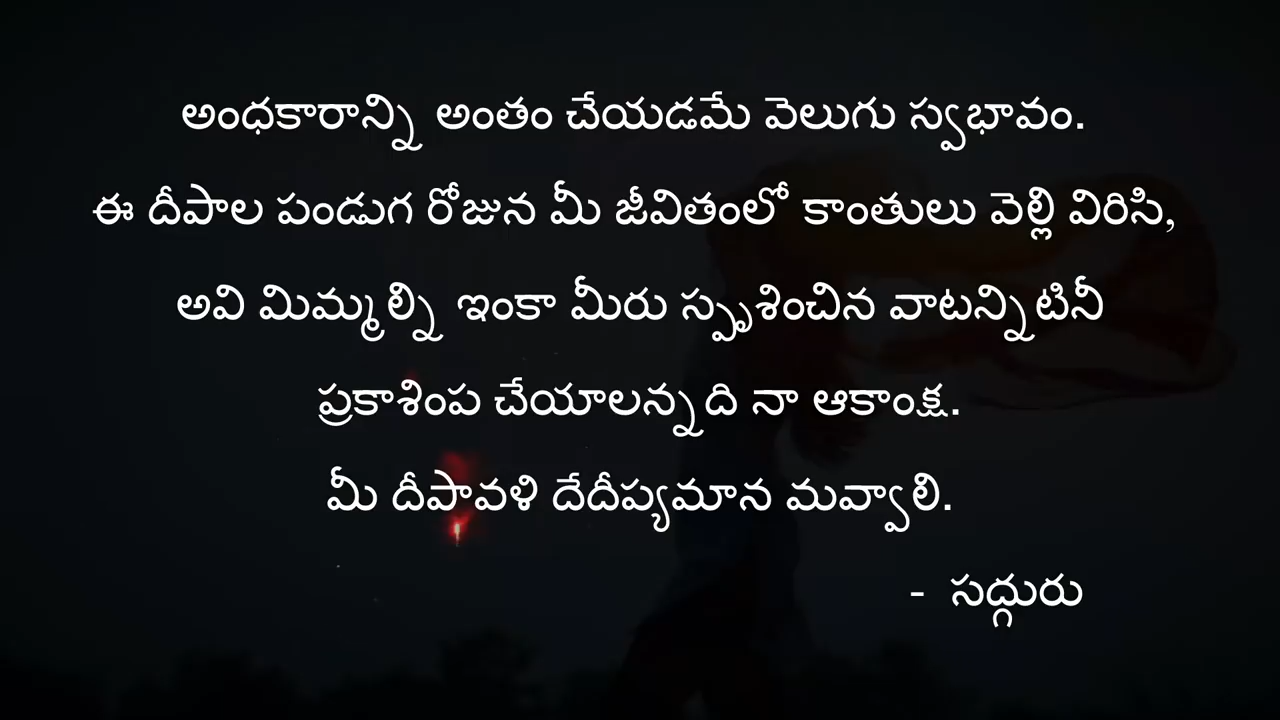 అంధకారాన్ని అంతం చేయడమే వెలుగు స్వభావం.
ఈ దీపాల పండుగ రోజున మీ జీవితంలో కాంతులు వెల్లి విరిసి,
అవి మిమ్మల్ని ఇంకా మీరు స్పృశించిన వాటన్నిటినీ
ప్రకాశింప చేయాలన్నది నా ఆకాంక్ష.
మీ దీపావళి దేదీప్యమాన మవ్వాలి.
- సద్గురు